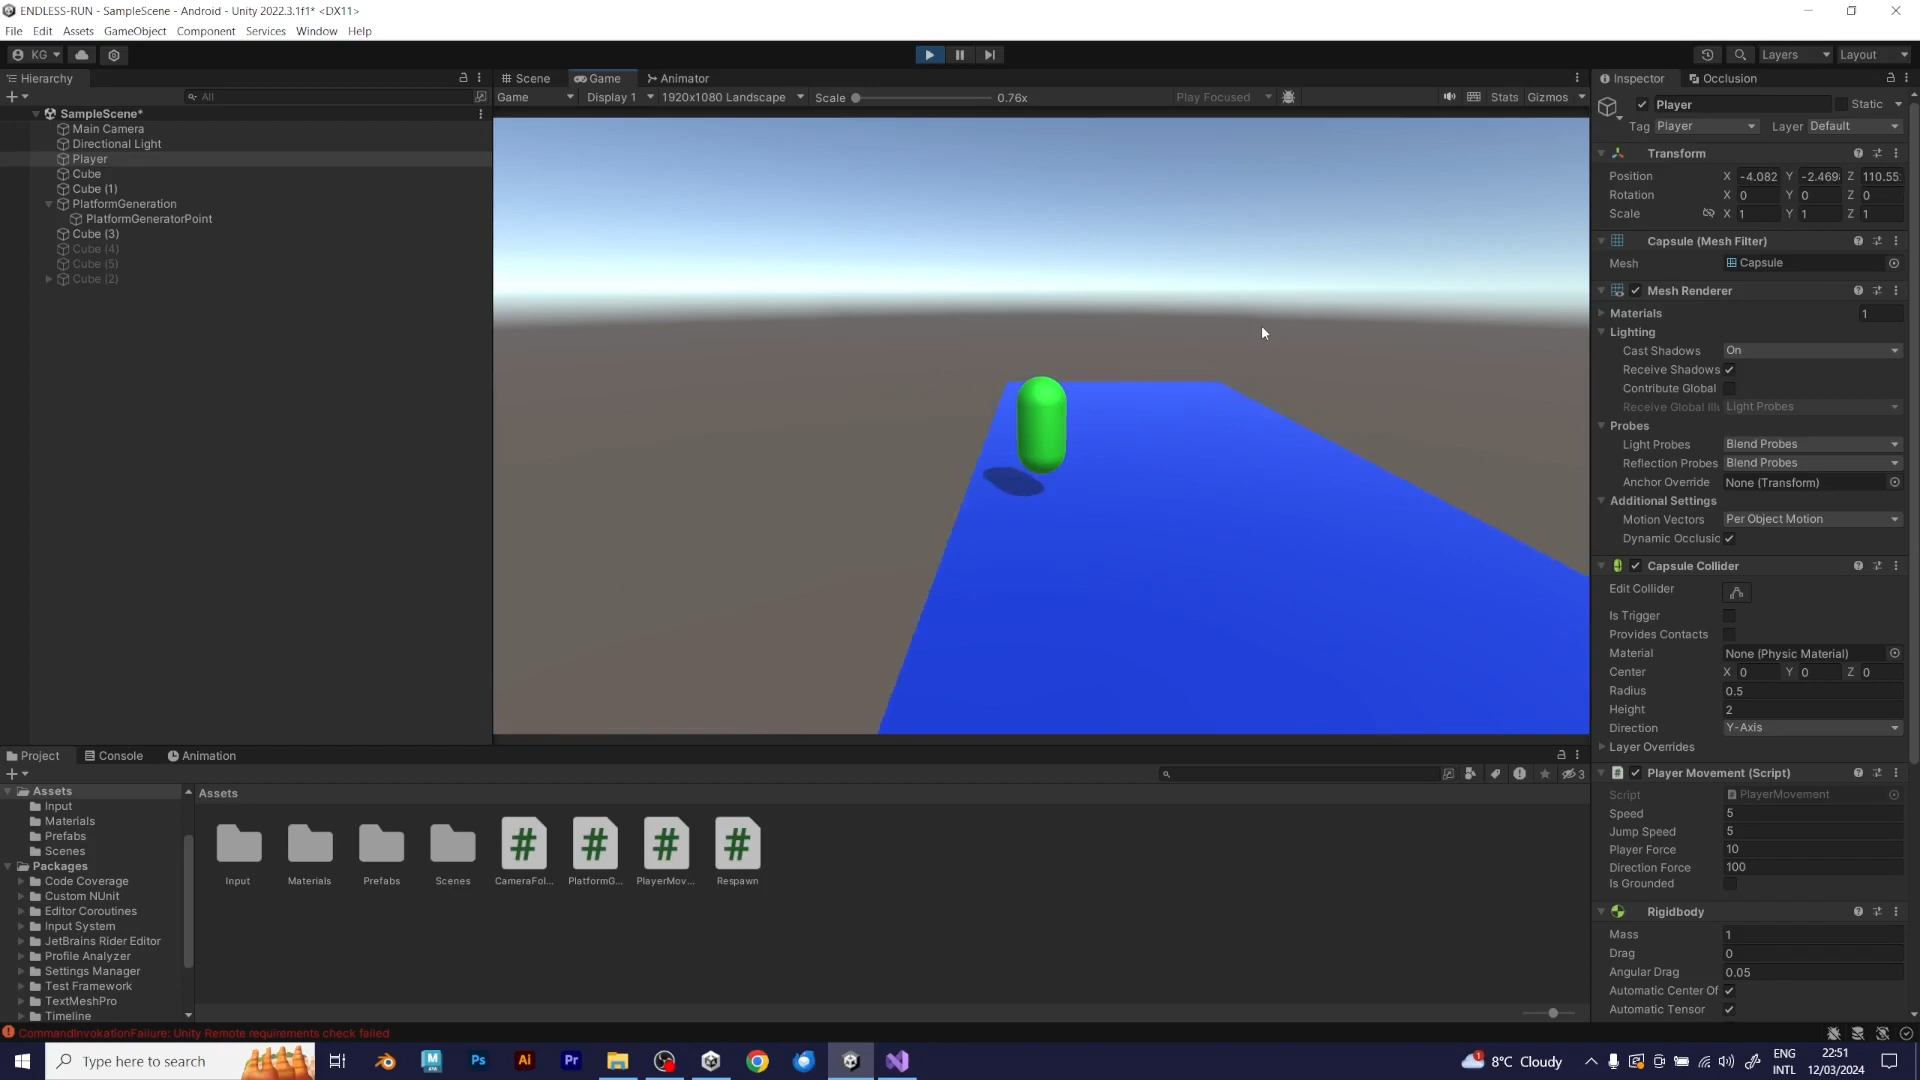 ENDLESS-RUN - SampleScene - Android - Unity 2022.3.1f1* <DX11>
File Edit Assets GameObject Component Services Window Help
KG Layers Layout
Hierarchy Scene Game Animator Inspector Occlusion
All Game Display 1 1920x1080 Landscape Scale 0.76x Play Focused Stats Gizmos
SampleScene*
Main Camera
Directional Light
Player
Cube
Cube (1)
PlatformGeneration
PlatformGeneratorPoint
Cube (3)
Cube (4)
Cube (5)
Cube (2)
Player Static
Tag Player Layer Default
Transform
Position X -4.082 Y -2.469 Z 110.55
Rotation X 0 Y 0 Z 0
Scale X 1 Y 1 Z 1
Capsule (Mesh Filter)
Mesh Capsule
Mesh Renderer
Materials 1
Lighting
Cast Shadows On
Receive Shadows
Contribute Global
Receive Global Illu Light Probes
Probes
Light Probes Blend Probes
Reflection Probes Blend Probes
Anchor Override None (Transform)
Additional Settings
Motion Vectors Per Object Motion
Dynamic Occlusic
Capsule Collider
Edit Collider
Is Trigger
Provides Contacts
Material None (Physic Material)
Center X 0 Y 0 Z 0
Radius 0.5
Height 2
Direction Y-Axis
Layer Overrides
Player Movement (Script)
Script PlayerMovement
Speed 5
Jump Speed 5
Player Force 10
Direction Force 100
Is Grounded
Rigidbody
Mass 1
Drag 0
Angular Drag 0.05
Automatic Center Of
Automatic Tensor
Project Console Animation
3
Assets
Input
Materials
Prefabs
Scenes
Packages
Code Coverage
Custom NUnit
Editor Coroutines
Input System
JetBrains Rider Editor
Profile Analyzer
Settings Manager
Test Framework
TextMeshPro
Timeline
Assets
# # # #
Input Materials Prefabs Scenes CameraFol... PlatformG... PlayerMov... Respawn
CommandInvokationFailure: Unity Remote requirements check failed
Type here to search
Ps Ai Pr
1
8°C Cloudy
ENG
INTL
22:51
12/03/2024